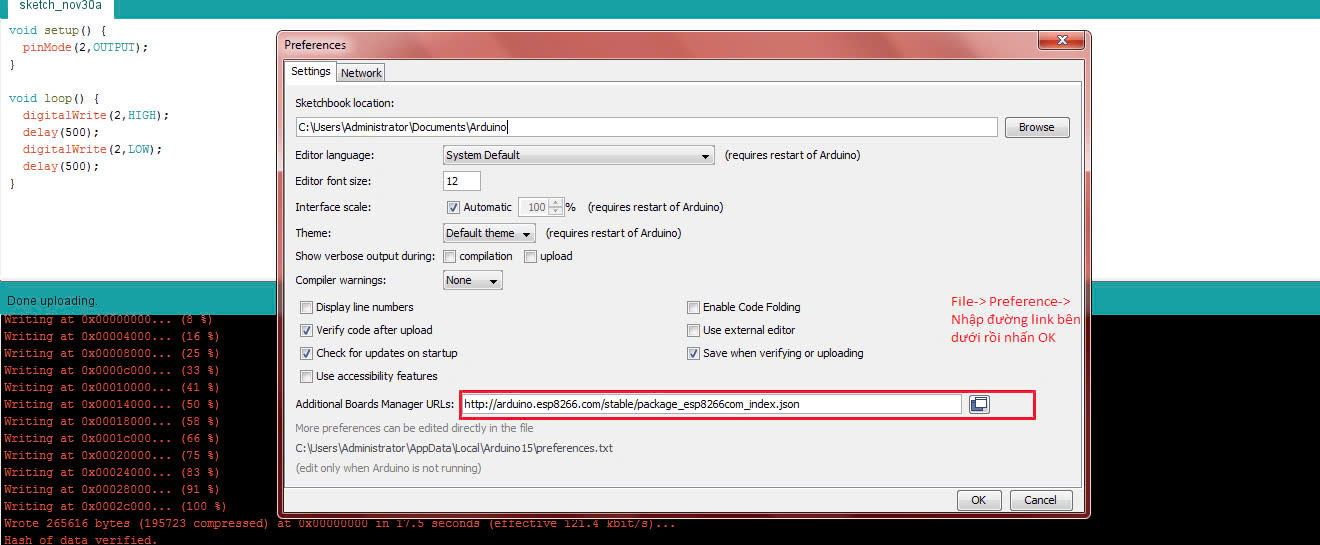 sketch_nov30a
void setup() {
pinMode(2,OUTPUT);
}
void loop() {
digitalWrite(2,HIGH);
delay(500);
digitalWrite(2,LOW);
delay(500);
}
Done uploading.
Writing at 0x00000000... (8 %)
Writing at 0x00004000... (16 %)
Writing at 0x00008000... (25 %)
Writing at 0x0000c000... (33 %)
Writing at 0x00010000... (41 %)
Writing at 0x00014000... (50 %)
Writing at 0x00018000... (58 %)
Writing at 0x0001c000... (66 %)
Writing at 0x00020000... (75 %)
Writing at 0x00024000... (83 %)
Writing at 0x00028000... (91 %)
Writing at 0x0002c000... (100 %)
Wrote 265616 bytes (195723 compressed) at 0x00000000 in 17.5 seconds (effective 121.4 kbit/s)...
Hash of data verified.
Preferences
Settings Network
Sketchbook location:
C:\Users\Administrator\Documents\Arduino
Browse
Editor language: System Default (requires restart of Arduino)
Editor font size: 12
Interface scale: Automatic 100 % (requires restart of Arduino)
Theme: Default theme (requires restart of Arduino)
Show verbose output during: compilation upload
Compiler warnings: None
Display line numbers Enable Code Folding
Verify code after upload Use external editor
Check for updates on startup Save when verifying or uploading
Use accessibility features
Additional Boards Manager URLs: http://arduino.esp8266.com/stable/package_esp8266com_index.json
More preferences can be edited directly in the file
C:\Users\Administrator\AppData\Local\Arduino15\preferences.txt
(edit only when Arduino is not running)
OK Cancel
File-> Preference->
Nhập đường link bên
dưới rồi nhấn OK